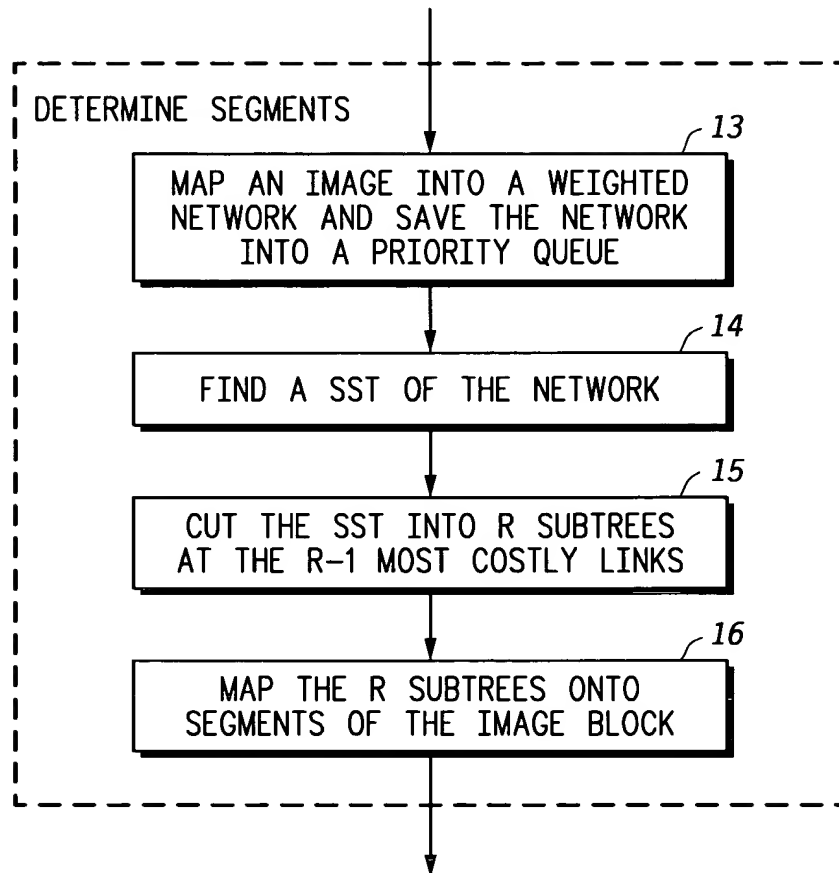 DETERMINE SEGMENTS
13
MAP AN IMAGE INTO A WEIGHTED
NETWORK AND SAVE THE NETWORK
INTO A PRIORITY QUEUE
14
FIND A SST OF THE NETWORK
15
CUT THE SST INTO R SUBTREES
AT THE R-1 MOST COSTLY LINKS
16
MAP THE R SUBTREES ONTO
SEGMENTS OF THE IMAGE BLOCK